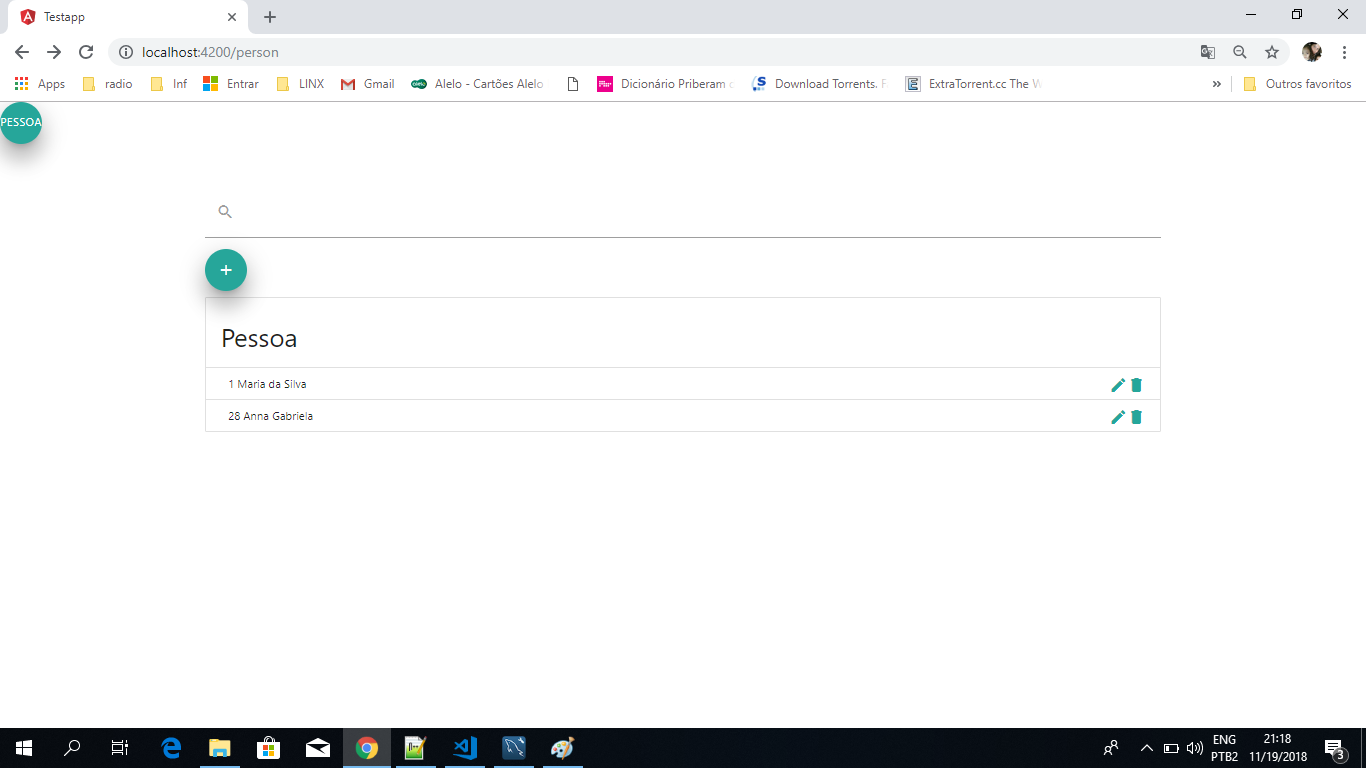 Testapp
localhost:4200/person
Apps radio Inf Entrar LINX Gmail Alelo - Cartões Alelo Dicionário Priberam Download Torrents. ExtraTorrent.cc The » Outros favoritos
PESSOA
+
Pessoa
1 Maria da Silva
28 Anna Gabriela
ENG 21:18
PTB2 11/19/2018 3